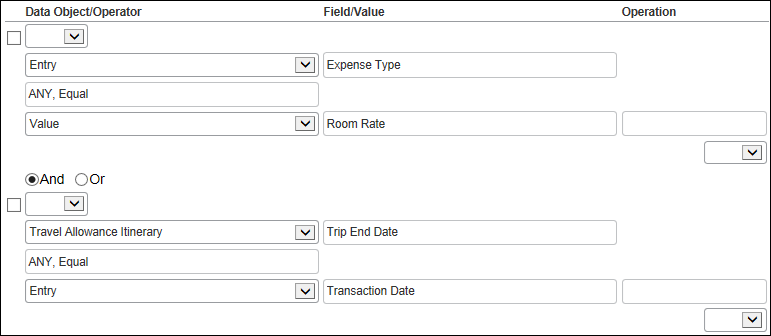 Data Object/Operator Field/Value Operation
Entry Expense Type
ANY, Equal
Value Room Rate
And Or
Travel Allowance Itinerary Trip End Date
ANY, Equal
Entry Transaction Date